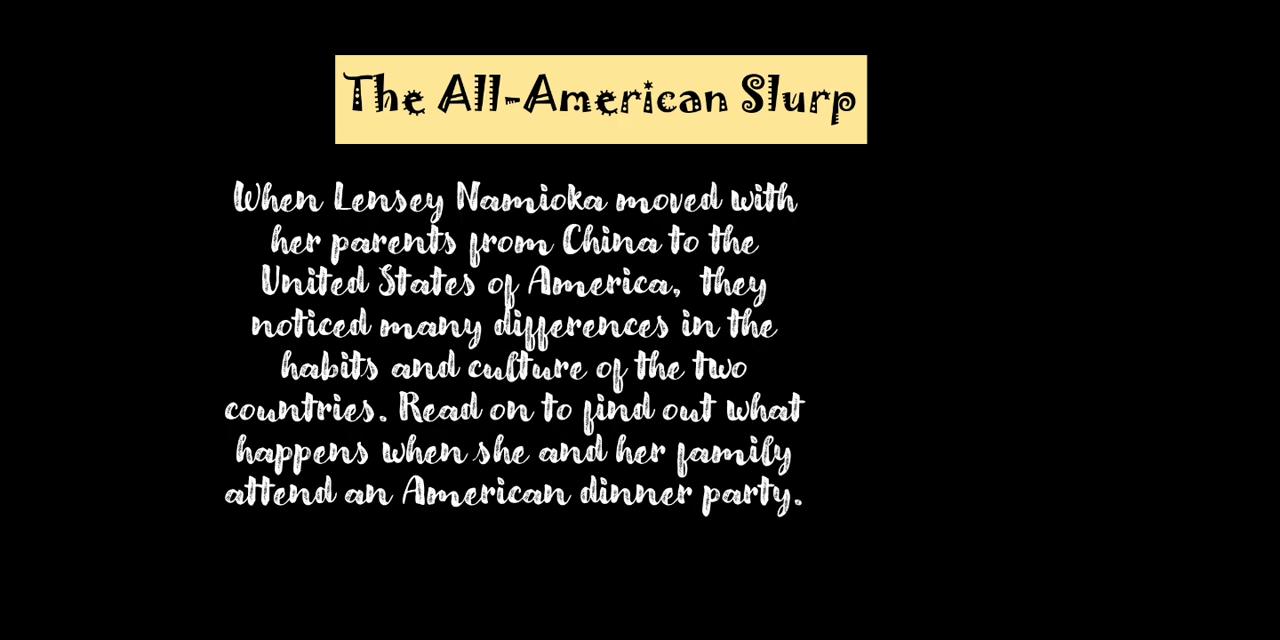 The All-American Slurp
When Lensey Namioka moved with
her parents from China to the
United States of America, they
noticed many differences in the
habits and culture of the two
countries. Read on to find out what
happens when she and her family
attend an American dinner party.